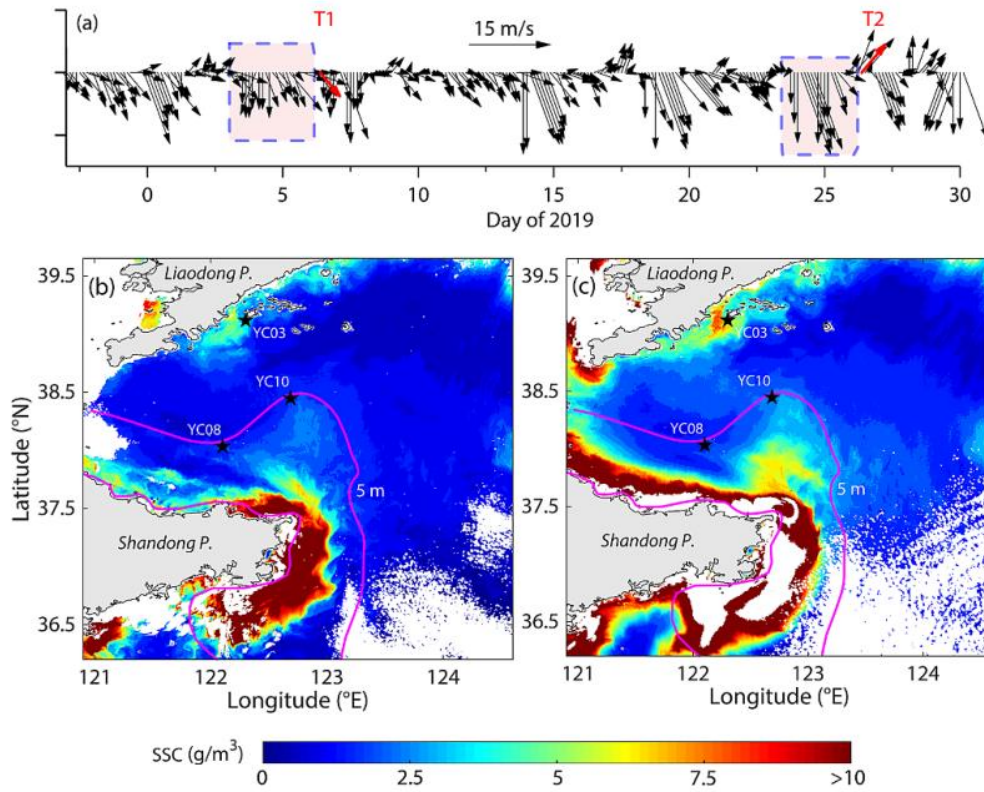 (a)
T1
15 m/s
T2
0 5 10 15 20 25 30
Day of 2019
39.5
38.5
37.5
36.5
Latitude (°N)
Liaodong P.
(b)
YC03
YC10
YC08
5 m
Shandong P.
121 122 123 124
Longitude (°E)
39.5
38.5
37.5
36.5
Liaodong P.
(c)
YC03
YC10
YC08
5 m
Shandong P.
121 122 123 124
Longitude (°E)
SSC (g/m³)
0 2.5 5 7.5 >10